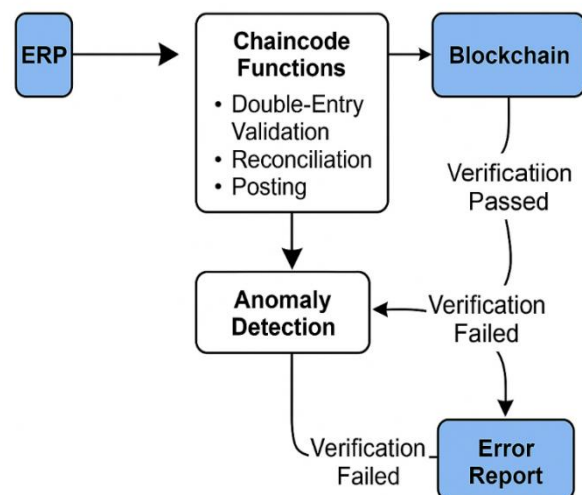 ERP
Chaincode
Functions
• Double-Entry
Validation
• Reconciliation
• Posting
Blockchain
Verificatiion
Passed
Anomaly
Detection
Verification
Failed
Verification
Failed
Error
Report